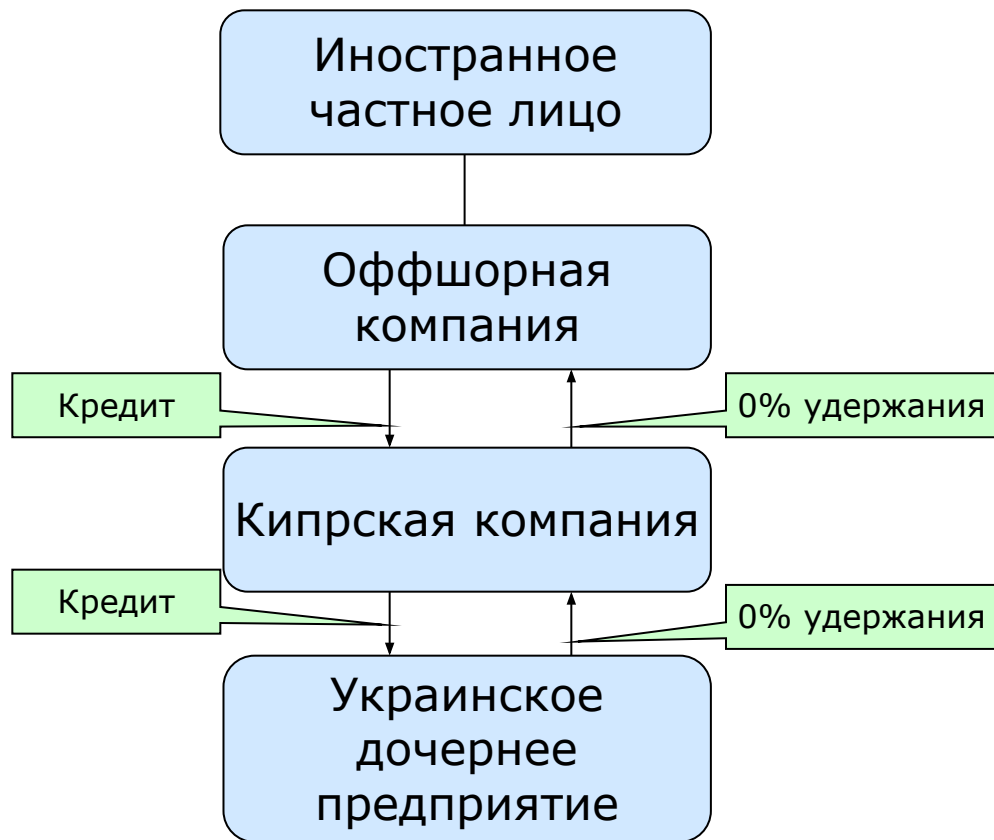 Иностранное
частное лицо
Оффшорная
компания
Кредит
0% удержания
Кипрская компания
Кредит
0% удержания
Украинское
дочернее
предприятие